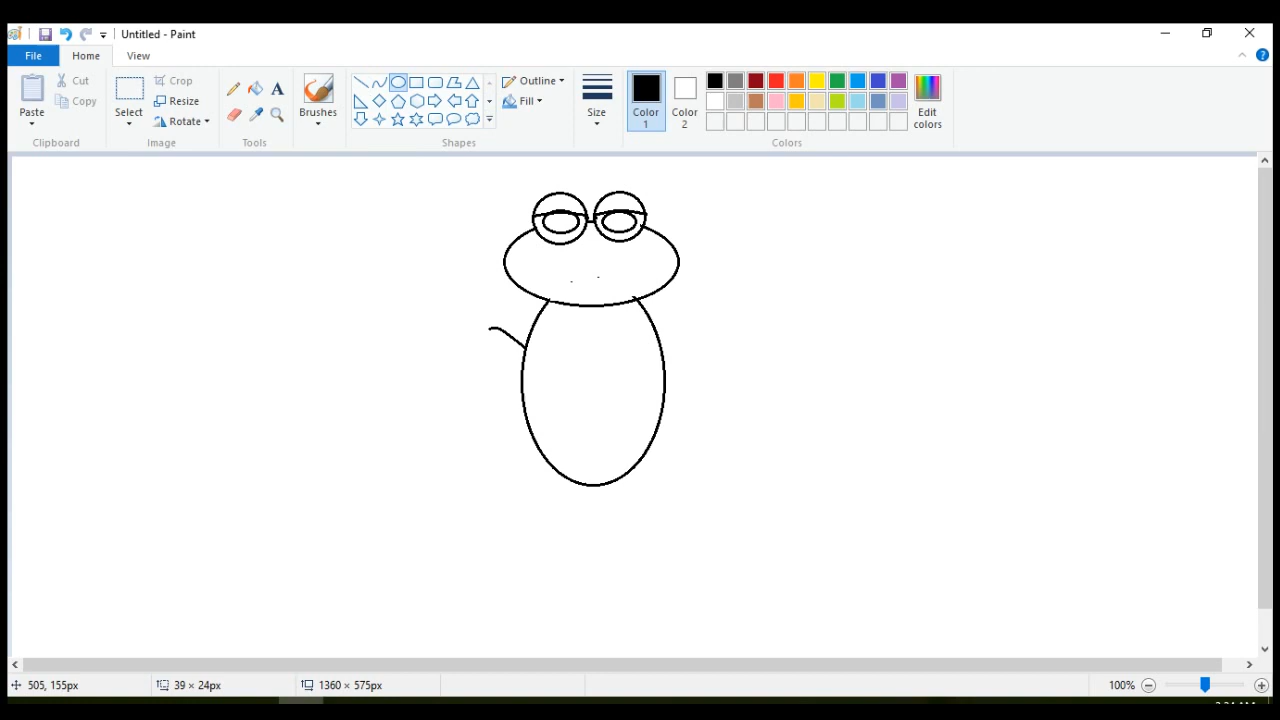 Untitled - Paint
File Home View
Paste
Cut
Copy
Clipboard
Select
Crop
Resize
Rotate
Image
A
Tools
Brushes
Outline
Fill
Shapes
Size
Color 1
Color 2
Edit colors
Colors
505, 155px 39 × 24px 1360 × 575px 100%